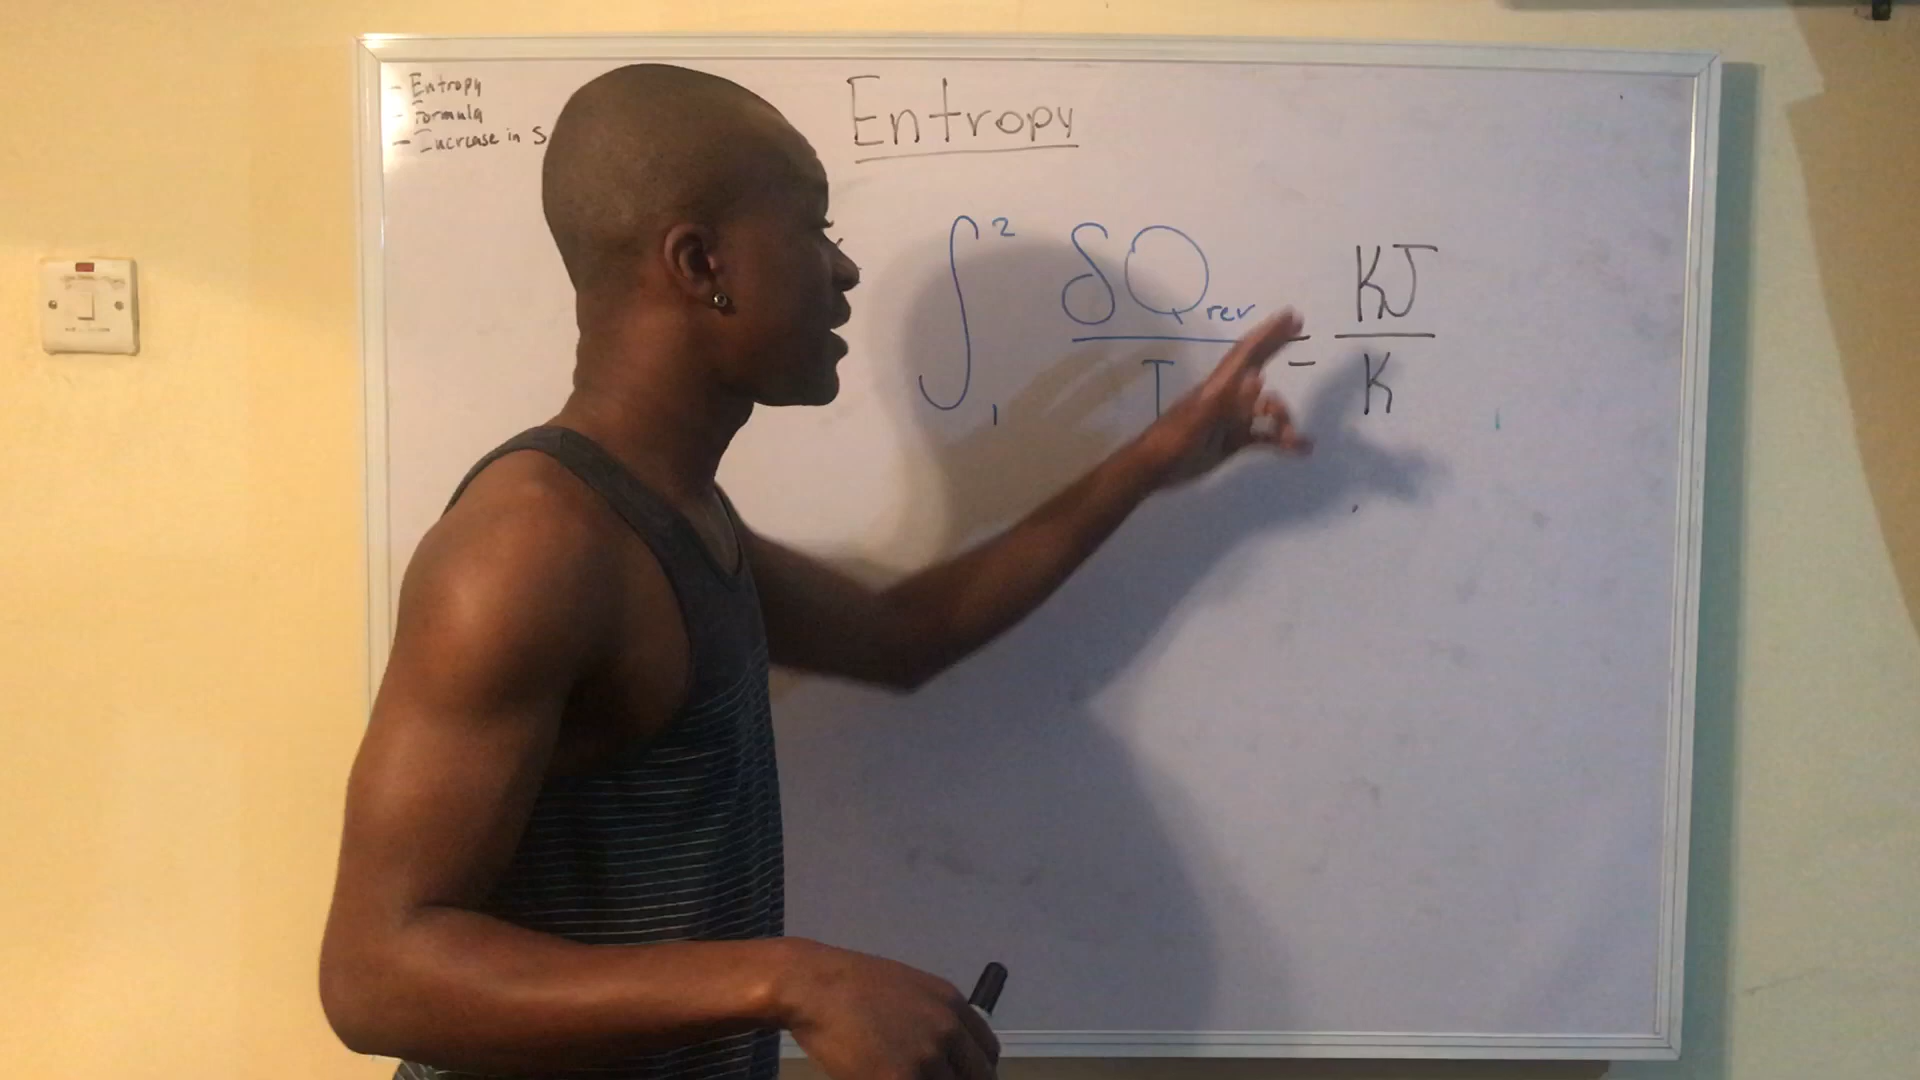 - Entropy
- Formula
- Increase in S
Entropy
∫₁² δQrev / T = KJ / K